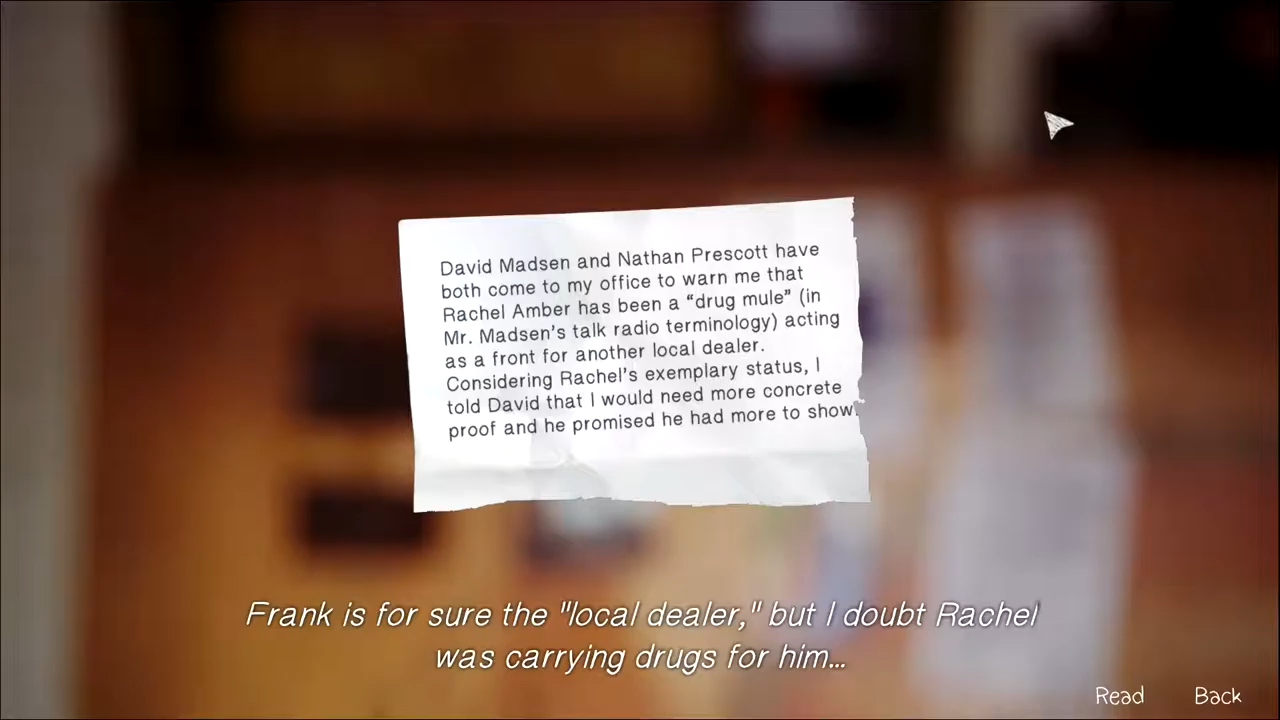 David Madsen and Nathan Prescott have
both come to my office to warn me that
Rachel Amber has been a “drug mule” (in
Mr. Madsen’s talk radio terminology) acting
as a front for another local dealer.
Considering Rachel’s exemplary status, I
told David that I would need more concrete
proof and he promised he had more to show.
Frank is for sure the "local dealer," but I doubt Rachel
was carrying drugs for him...
Read Back